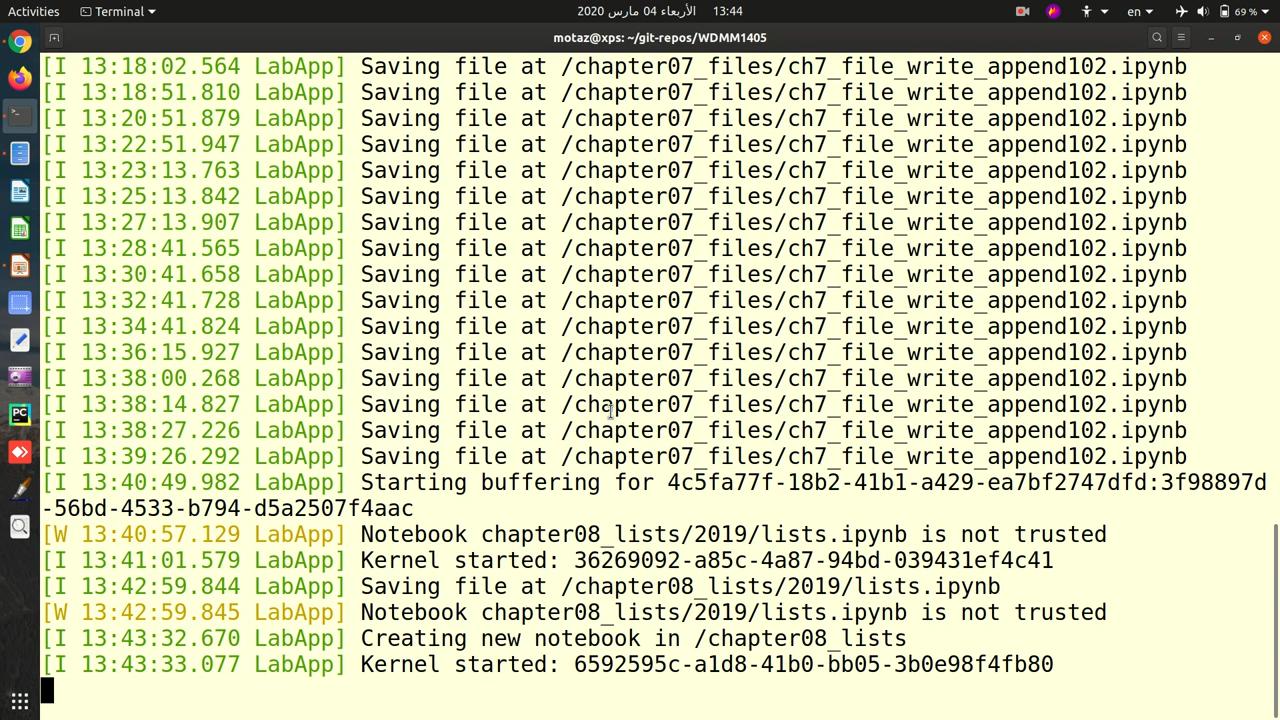 Activities Terminal الأربعاء 04 مارس 2020 13:44 en 69 %
motaz@xps: ~/git-repos/WDMM1405
[I 13:18:02.564 LabApp] Saving file at /chapter07_files/ch7_file_write_append102.ipynb
[I 13:18:51.810 LabApp] Saving file at /chapter07_files/ch7_file_write_append102.ipynb
[I 13:20:51.879 LabApp] Saving file at /chapter07_files/ch7_file_write_append102.ipynb
[I 13:22:51.947 LabApp] Saving file at /chapter07_files/ch7_file_write_append102.ipynb
[I 13:23:13.763 LabApp] Saving file at /chapter07_files/ch7_file_write_append102.ipynb
[I 13:25:13.842 LabApp] Saving file at /chapter07_files/ch7_file_write_append102.ipynb
[I 13:27:13.907 LabApp] Saving file at /chapter07_files/ch7_file_write_append102.ipynb
[I 13:28:41.565 LabApp] Saving file at /chapter07_files/ch7_file_write_append102.ipynb
[I 13:30:41.658 LabApp] Saving file at /chapter07_files/ch7_file_write_append102.ipynb
[I 13:32:41.728 LabApp] Saving file at /chapter07_files/ch7_file_write_append102.ipynb
[I 13:34:41.824 LabApp] Saving file at /chapter07_files/ch7_file_write_append102.ipynb
[I 13:36:15.927 LabApp] Saving file at /chapter07_files/ch7_file_write_append102.ipynb
[I 13:38:00.268 LabApp] Saving file at /chapter07_files/ch7_file_write_append102.ipynb
[I 13:38:14.827 LabApp] Saving file at /chapter07_files/ch7_file_write_append102.ipynb
[I 13:38:27.226 LabApp] Saving file at /chapter07_files/ch7_file_write_append102.ipynb
[I 13:39:26.292 LabApp] Saving file at /chapter07_files/ch7_file_write_append102.ipynb
[I 13:40:49.982 LabApp] Starting buffering for 4c5fa77f-18b2-41b1-a429-ea7bf2747dfd:3f98897d
-56bd-4533-b794-d5a2507f4aac
[W 13:40:57.129 LabApp] Notebook chapter08_lists/2019/lists.ipynb is not trusted
[I 13:41:01.579 LabApp] Kernel started: 36269092-a85c-4a87-94bd-039431ef4c41
[I 13:42:59.844 LabApp] Saving file at /chapter08_lists/2019/lists.ipynb
[W 13:42:59.845 LabApp] Notebook chapter08_lists/2019/lists.ipynb is not trusted
[I 13:43:32.670 LabApp] Creating new notebook in /chapter08_lists
[I 13:43:33.077 LabApp] Kernel started: 6592595c-a1d8-41b0-bb05-3b0e98f4fb80